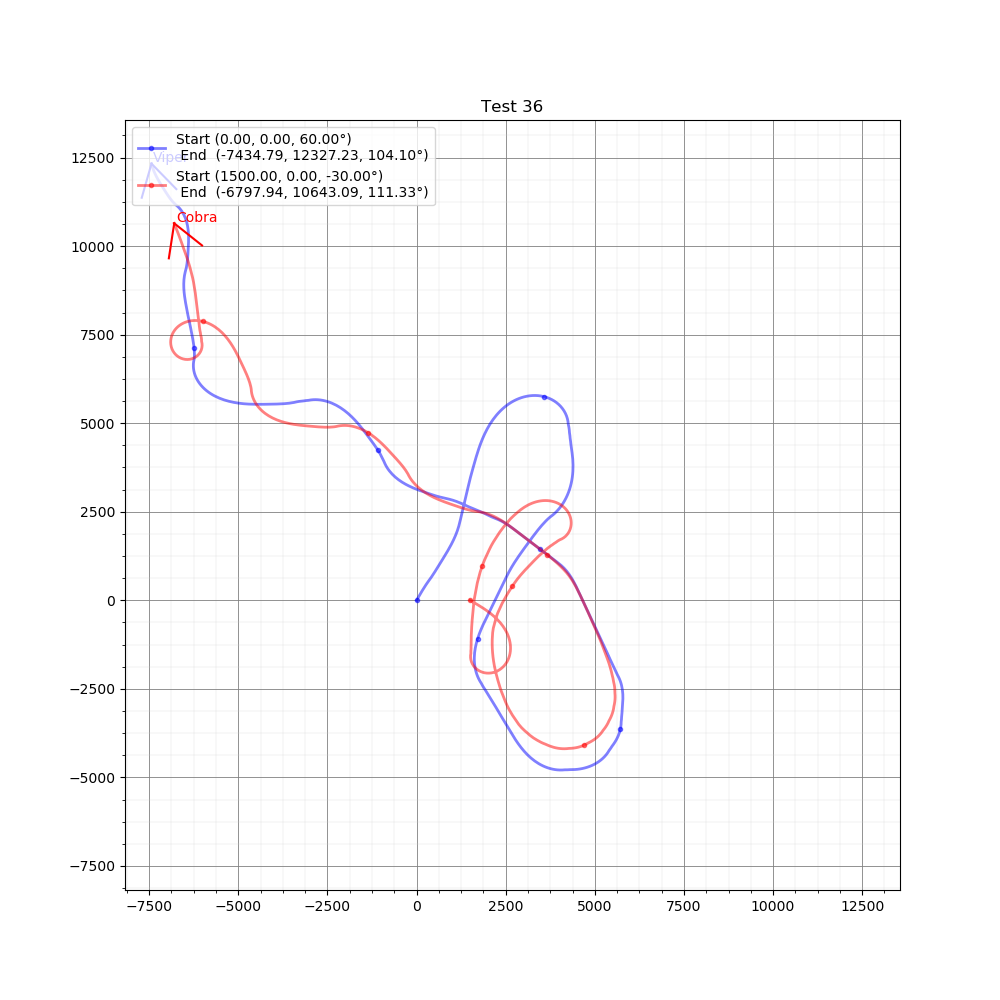 Test 36
Start (0.00, 0.00, 60.00°)
End (-7434.79, 12327.23, 104.10°)
Start (1500.00, 0.00, -30.00°)
End (-6797.94, 10643.09, 111.33°)
Viper
Cobra
12500
10000
7500
5000
2500
0
−2500
−5000
−7500
−7500 −5000 −2500 0 2500 5000 7500 10000 12500